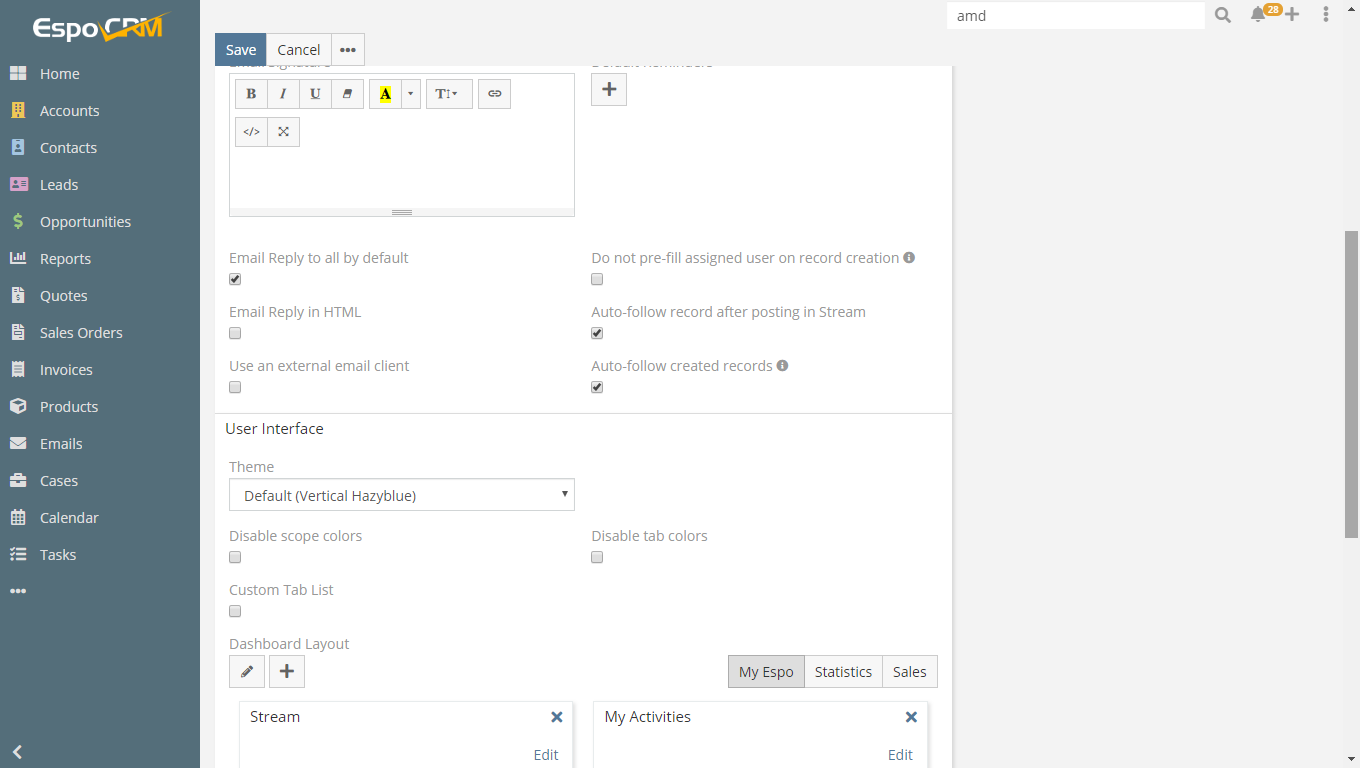 EspoCRM
amd
28
Save
Cancel
•••
Email Signature
Default Reminders
B
I
U
A
T
</>
Email Reply to all by default
Do not pre-fill assigned user on record creation
Email Reply in HTML
Auto-follow record after posting in Stream
Use an external email client
Auto-follow created records
User Interface
Theme
Default (Vertical Hazyblue)
Disable scope colors
Disable tab colors
Custom Tab List
Dashboard Layout
My Espo
Statistics
Sales
Stream
My Activities
Edit
Edit
Home
Accounts
Contacts
Leads
Opportunities
Reports
Quotes
Sales Orders
Invoices
Products
Emails
Cases
Calendar
Tasks
•••